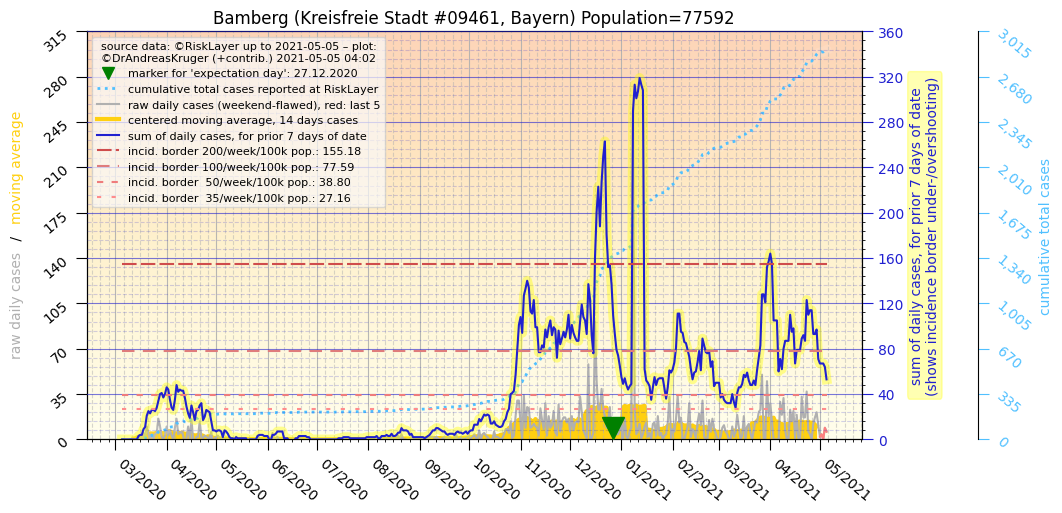 Bamberg (Kreisfreie Stadt #09461, Bayern) Population=77592
source data: ©RiskLayer up to 2021-05-05 – plot:
©DrAndreasKruger (+contrib.) 2021-05-05 04:02
marker for 'expectation day': 27.12.2020
cumulative total cases reported at RiskLayer
raw daily cases (weekend-flawed), red: last 5
centered moving average, 14 days cases
sum of daily cases, for prior 7 days of date
incid. border 200/week/100k pop.: 155.18
incid. border 100/week/100k pop.: 77.59
incid. border  50/week/100k pop.: 38.80
incid. border  35/week/100k pop.: 27.16
raw daily cases  /  moving average
315
280
245
210
175
140
105
70
35
0
03/2020
04/2020
05/2020
06/2020
07/2020
08/2020
09/2020
10/2020
11/2020
12/2020
01/2021
02/2021
03/2021
04/2021
05/2021
360
320
280
240
200
160
120
80
40
0
sum of daily cases, for prior 7 days of date
(shows incidence border under-/overshooting)
3,015
2,680
2,345
2,010
1,675
1,340
1,005
670
335
0
cumulative total cases